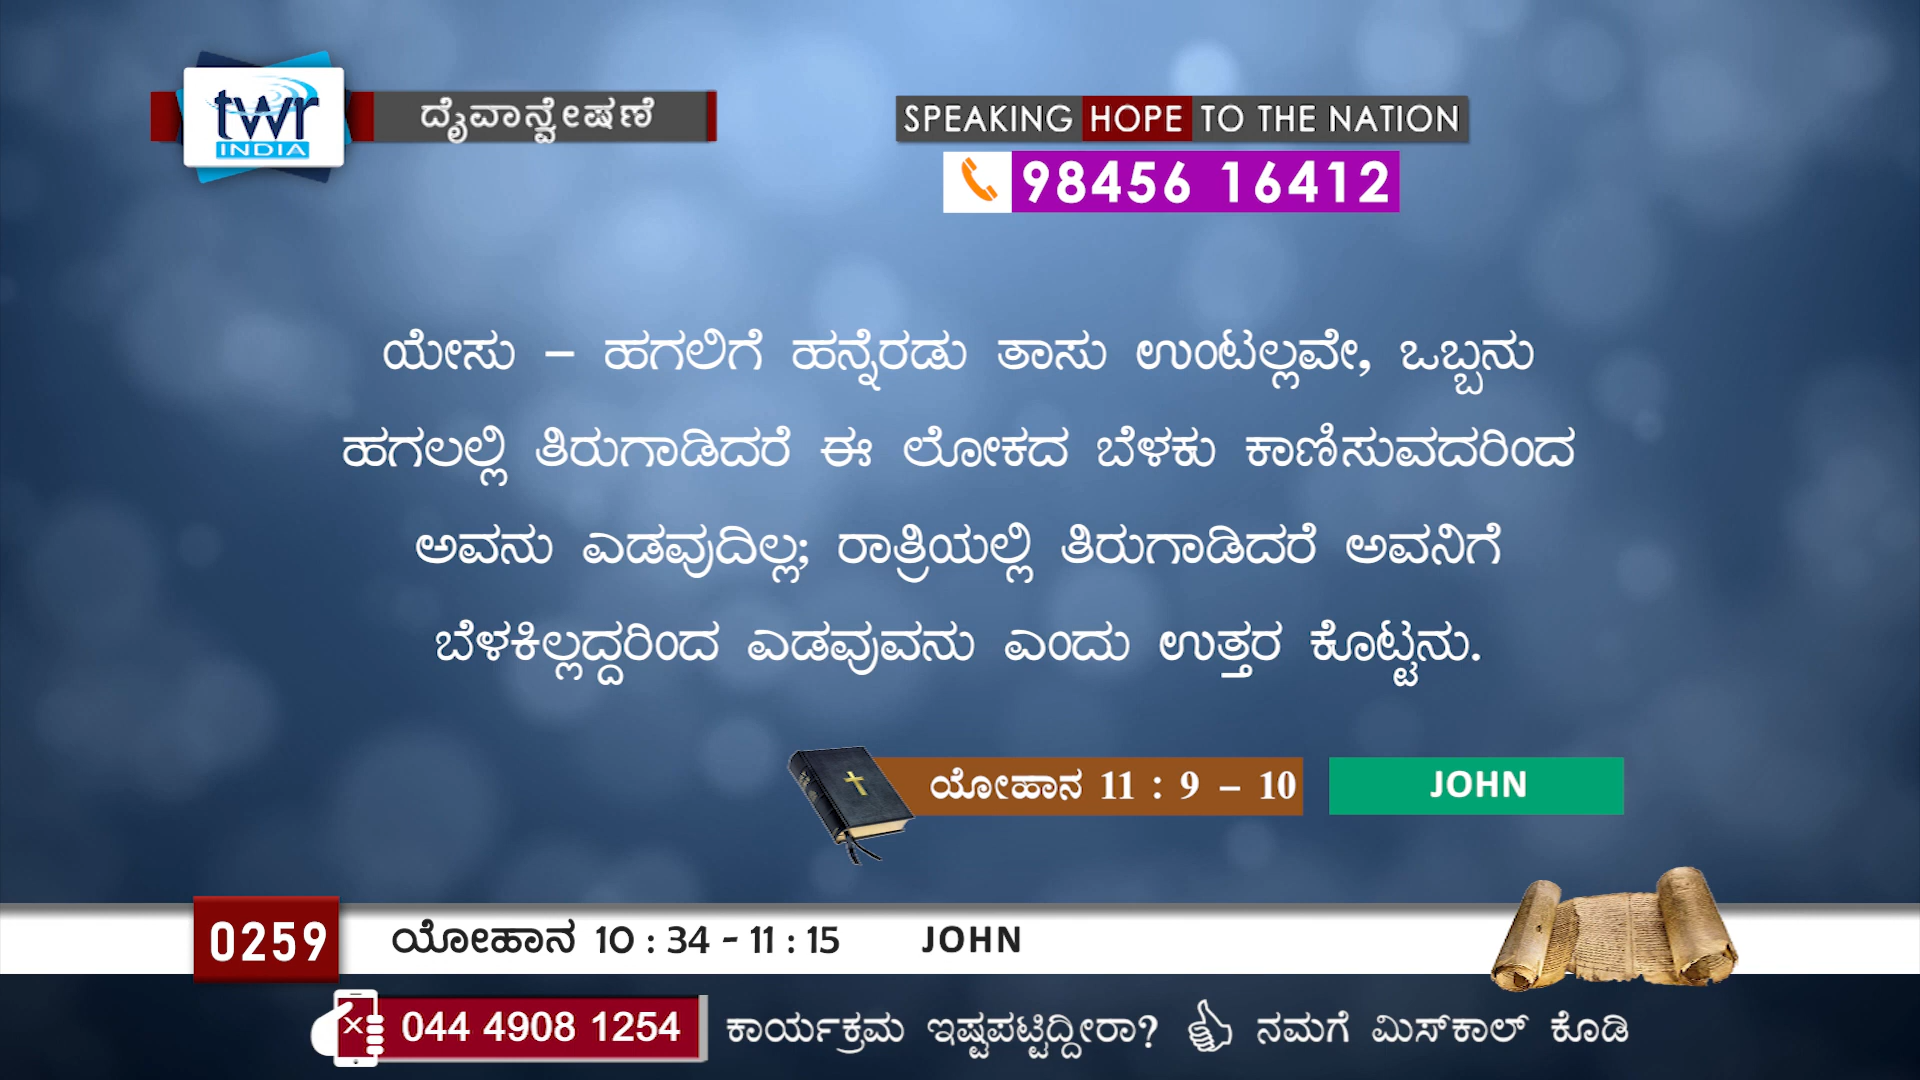 twr
INDIA
ದೈವಾನ್ವೇಷಣೆ
SPEAKING HOPE TO THE NATION
98456 16412
ಯೇಸು – ಹಗಲಿಗೆ ಹನ್ನೆರಡು ತಾಸು ಉಂಟಲ್ಲವೇ, ಒಬ್ಬನು
ಹಗಲಲ್ಲಿ ತಿರುಗಾಡಿದರೆ ಈ ಲೋಕದ ಬೆಳಕು ಕಾಣಿಸುವದರಿಂದ
ಅವನು ಎಡವುದಿಲ್ಲ; ರಾತ್ರಿಯಲ್ಲಿ ತಿರುಗಾಡಿದರೆ ಅವನಿಗೆ
ಬೆಳಕಿಲ್ಲದ್ದರಿಂದ ಎಡವುವನು ಎಂದು ಉತ್ತರ ಕೊಟ್ಟನು.
ಯೋಹಾನ 11 : 9 – 10
JOHN
0259
ಯೋಹಾನ 10 : 34 - 11 : 15 JOHN
044 4908 1254
ಕಾರ್ಯಕ್ರಮ ಇಷ್ಟಪಟ್ಟಿದ್ದೀರಾ? ನಮಗೆ ಮಿಸ್‌ಕಾಲ್ ಕೊಡಿ